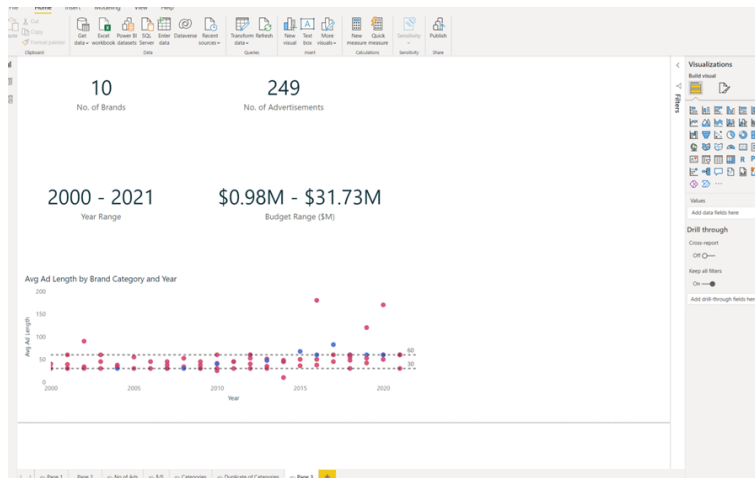 Home Insert Modeling View Help
Cut
Copy
Format painter
Get data
Excel workbook
Power BI datasets
SQL Server
Enter data
Dataverse
Recent sources
Transform data
Refresh
New visual
Text box
More visuals
New measure
Quick measure
Sensitivity
Publish
Clipboard
Data
Queries
Insert
Calculations
Sensitivity
Share
10
No. of Brands
249
No. of Advertisements
2000 - 2021
Year Range
$0.98M - $31.73M
Budget Range ($M)
Avg Ad Length by Brand Category and Year
200
150
100
50
0
Avg Ad Length
60
30
2000 2005 2010 2015 2020
Year
Filters
Visualizations
Build visual
Values
Add data fields here
Drill through
Cross-report
Off
Keep all filters
On
Add drill-through fields here
Page 1
Page 2
No of Ads
$/S
Categories
Duplicate of Categories
Page 3